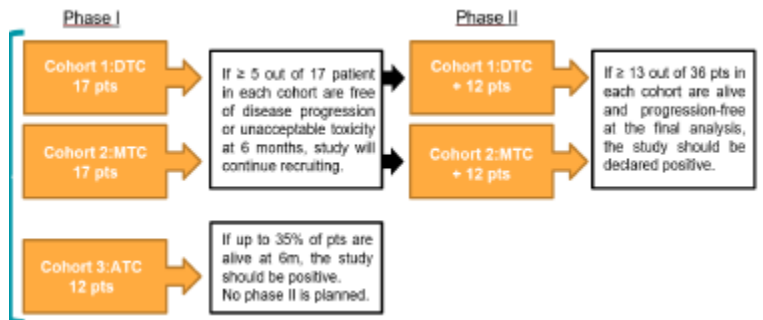 Phase I
Phase II
Cohort 1:DTC
17 pts
If ≥ 5 out of 17 patient
in each cohort are free
of disease progression
or unacceptable toxicity
at 6 months, study will
continue recruiting.
Cohort 1:DTC
+ 12 pts
If ≥ 13 out of 36 pts in
each cohort are alive
and progression-free
at the final analysis,
the study should be
declared positive.
Cohort 2:MTC
17 pts
Cohort 2:MTC
+ 12 pts
Cohort 3:ATC
12 pts
If up to 35% of pts are
alive at 6m, the study
should be positive.
No phase II is planned.